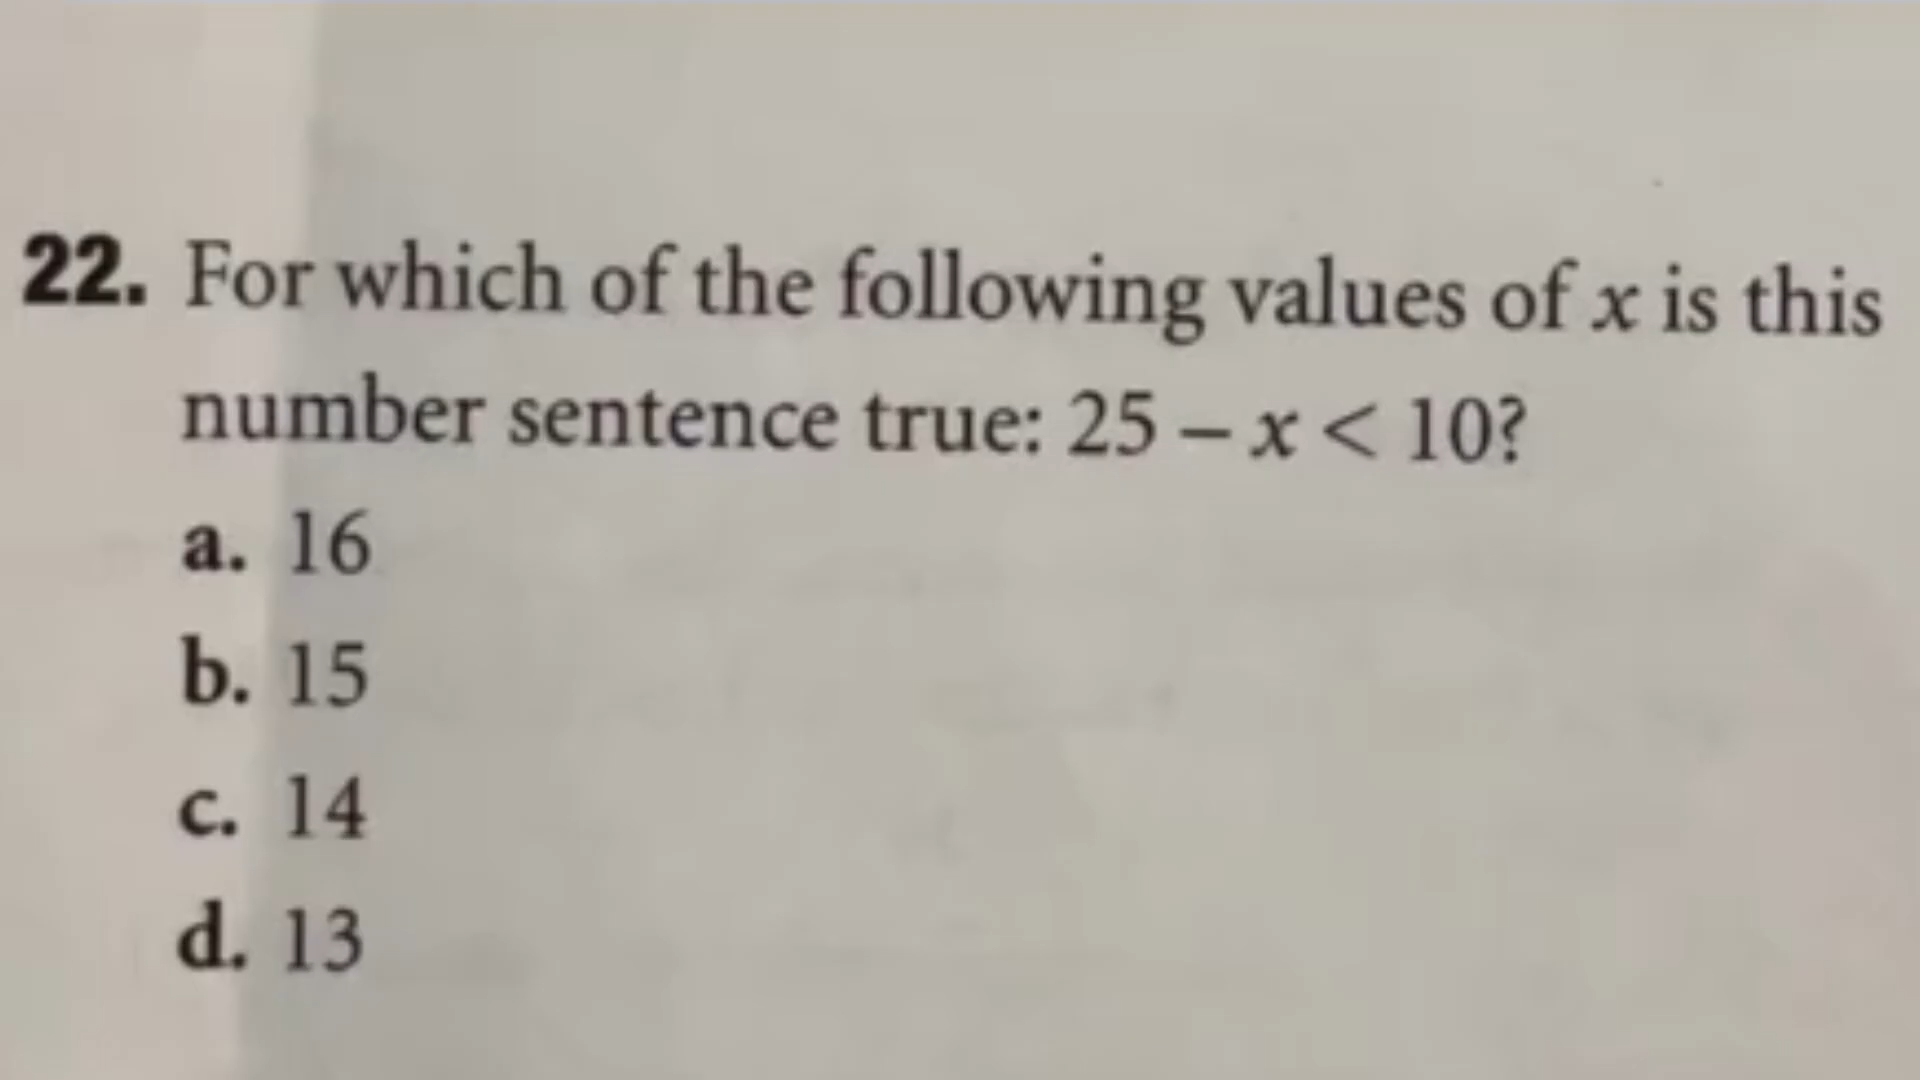 22. For which of the following values of x is this
number sentence true: 25 – x < 10?
a. 16
b. 15
c. 14
d. 13